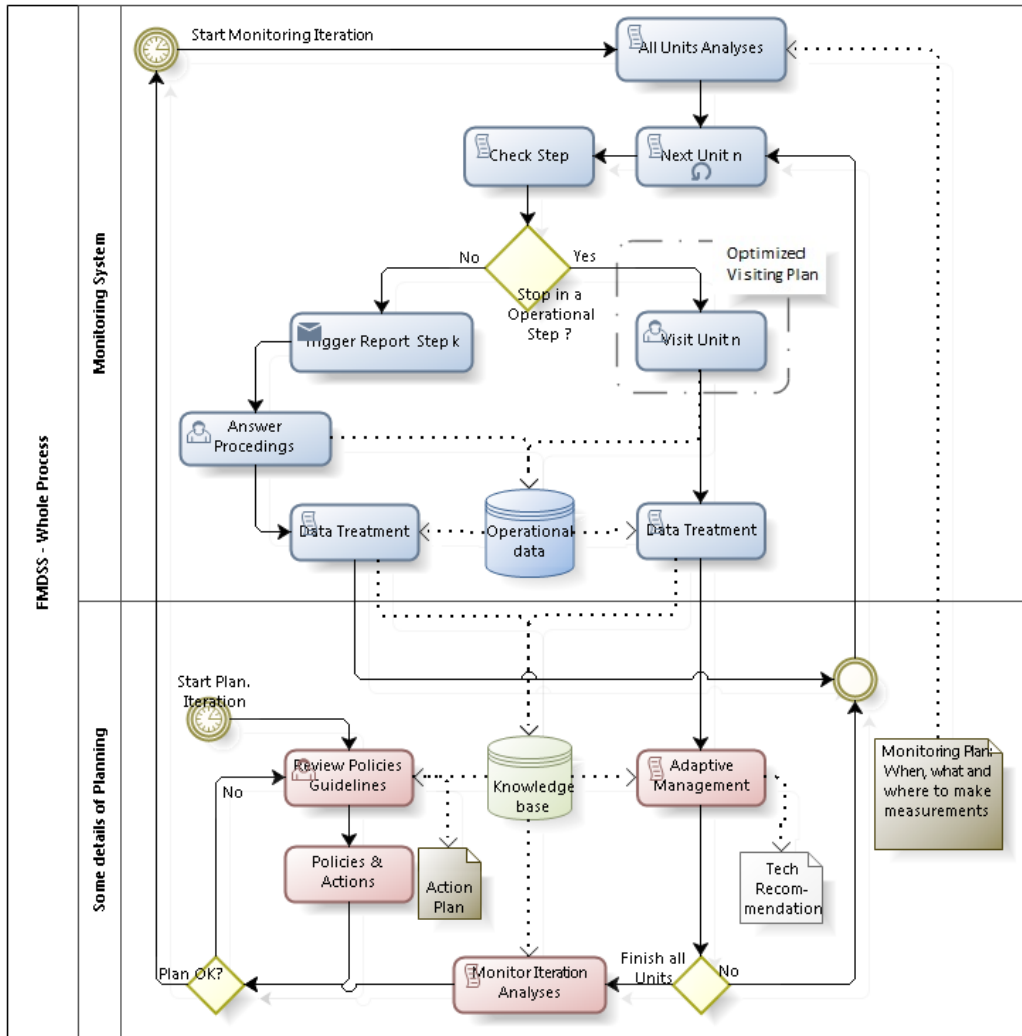 FMDSS - Whole Process
Monitoring System
Start Monitoring Iteration
All Units Analyses
Check Step
Next Unit n
No
Yes
Optimized
Visiting Plan
Stop in a
Operational
Step ?
Trigger Report Step k
Visit Unit n
Answer
Procedings
Data Treatment
Operational
data
Data Treatment
Some details of Planning
Start Plan.
Iteration
Review Policies
Guidelines
No
Knowledge
base
Adaptive
Management
Monitoring Plan:
When, what and
where to make
measurements
Policies &
Actions
Action
Plan
Tech
Recom-
mendation
Plan OK?
Monitor Iteration
Analyses
Finish all
Units
No